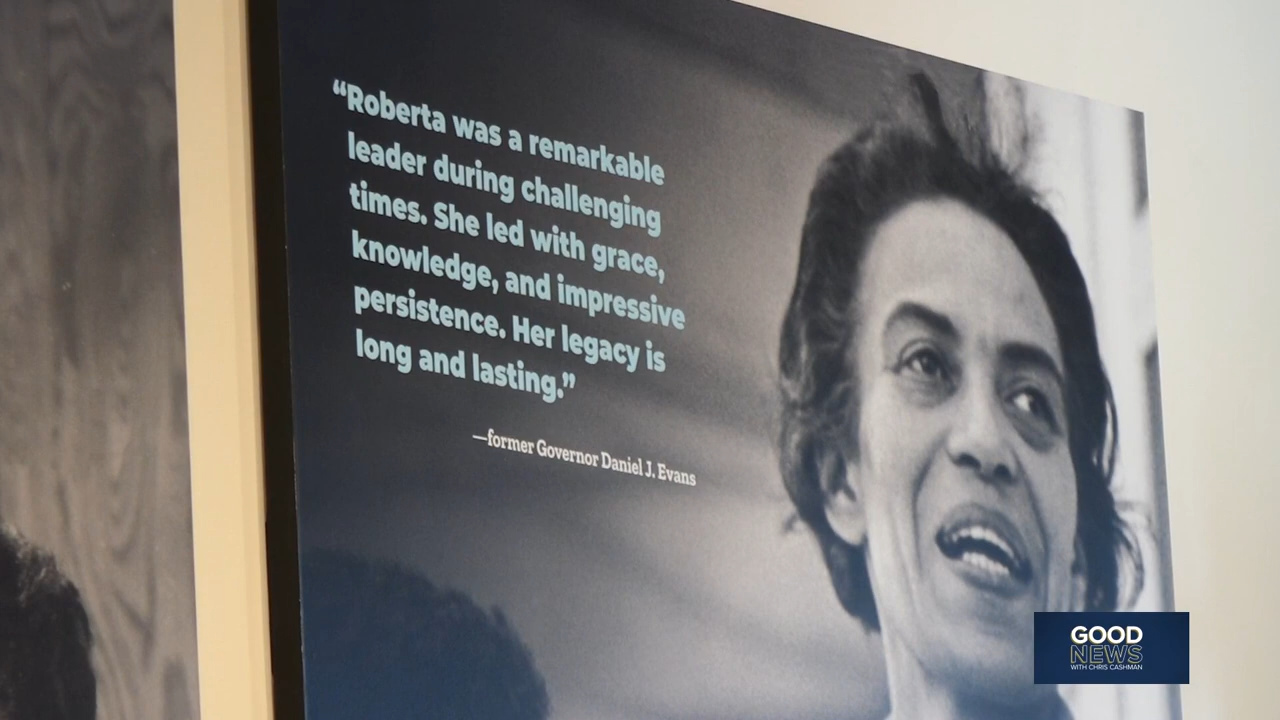 “Roberta was a remarkable
leader during challenging
times. She led with grace,
knowledge, and impressive
persistence. Her legacy is
long and lasting.”
—former Governor Daniel J. Evans
GOOD
NEWS
WITH CHRIS CASHMAN